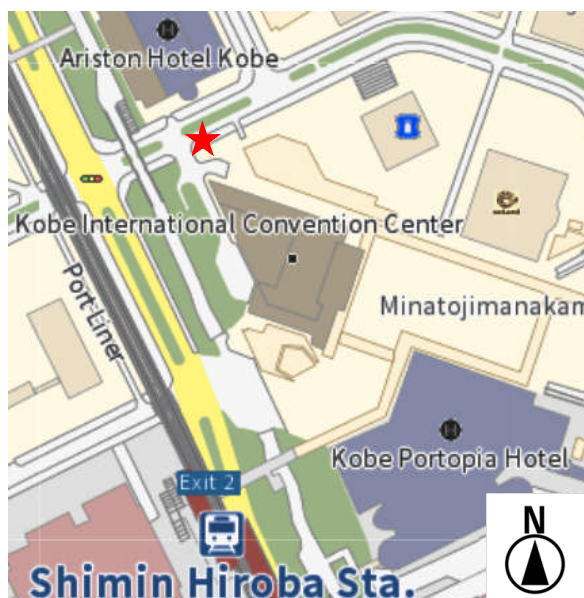 Ariston Hotel Kobe
Kobe International Convention Center
Port Liner
Minatojimanakam
Kobe Portopia Hotel
Exit 2
Shimin Hiroba Sta.
N